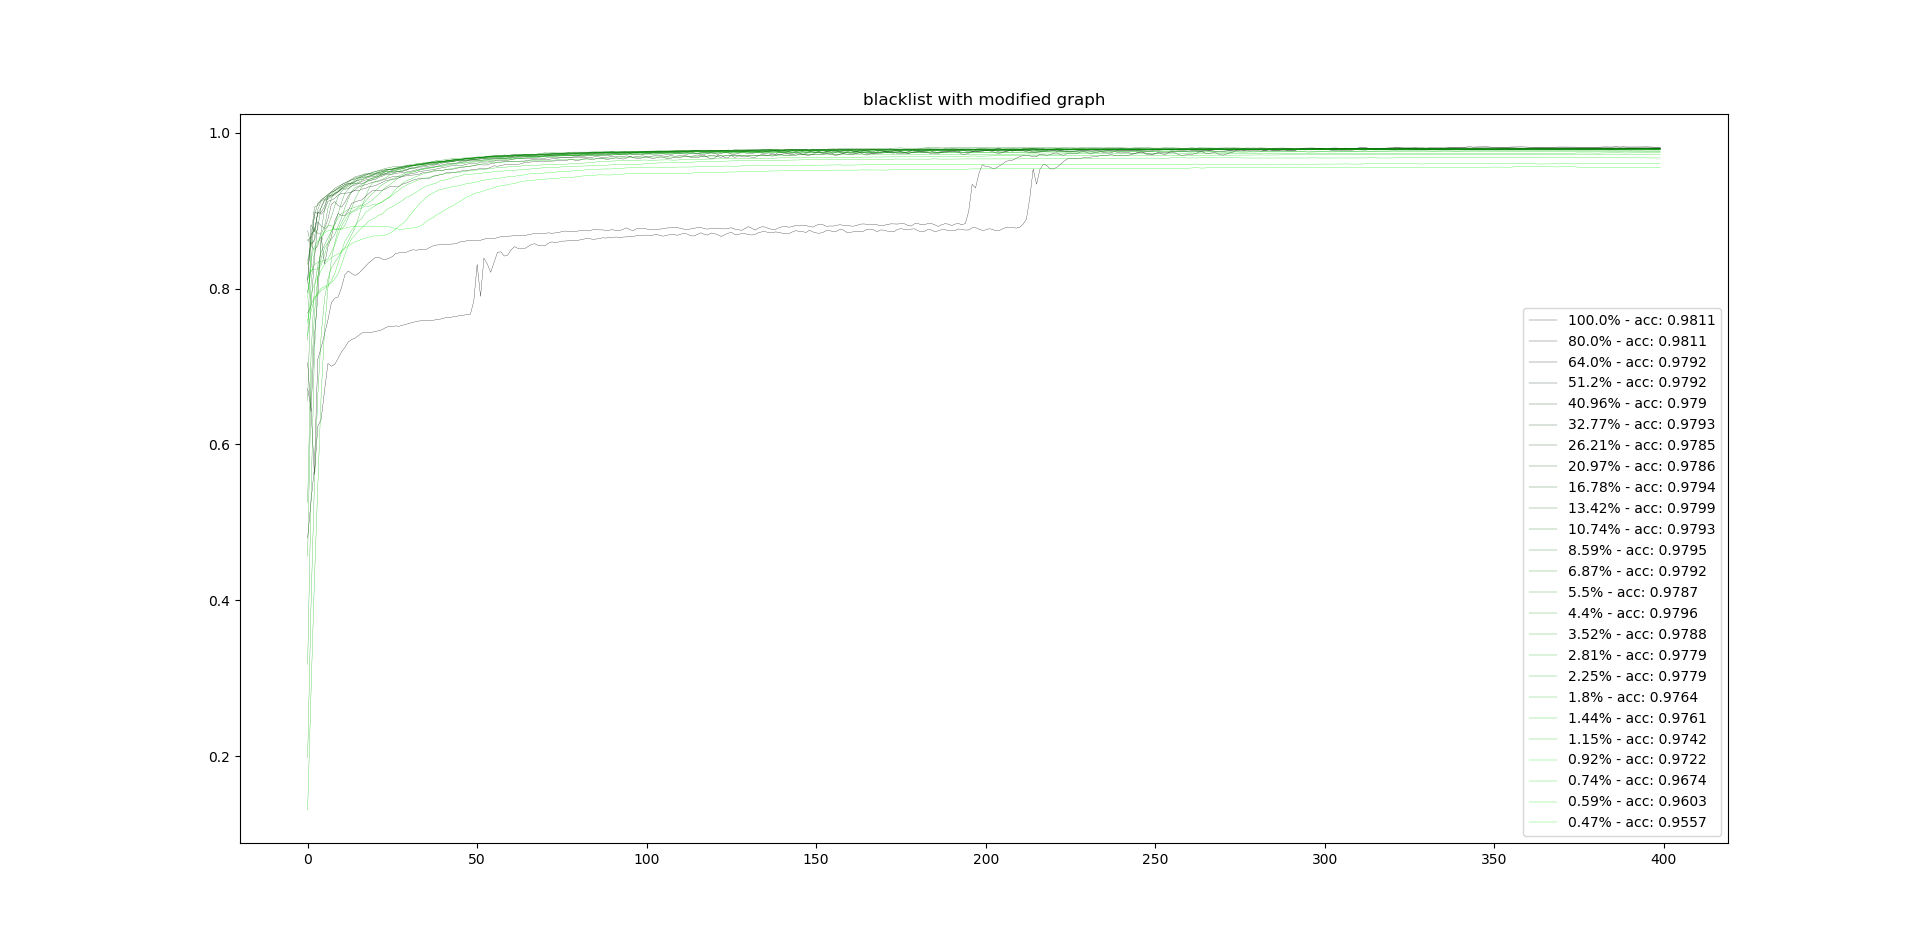 blacklist with modified graph
1.0
0.8
0.6
0.4
0.2
0
50
100
150
200
250
300
350
400
100.0% - acc: 0.9811
80.0% - acc: 0.9811
64.0% - acc: 0.9792
51.2% - acc: 0.9792
40.96% - acc: 0.979
32.77% - acc: 0.9793
26.21% - acc: 0.9785
20.97% - acc: 0.9786
16.78% - acc: 0.9794
13.42% - acc: 0.9799
10.74% - acc: 0.9793
8.59% - acc: 0.9795
6.87% - acc: 0.9792
5.5% - acc: 0.9787
4.4% - acc: 0.9796
3.52% - acc: 0.9788
2.81% - acc: 0.9779
2.25% - acc: 0.9779
1.8% - acc: 0.9764
1.44% - acc: 0.9761
1.15% - acc: 0.9742
0.92% - acc: 0.9722
0.74% - acc: 0.9674
0.59% - acc: 0.9603
0.47% - acc: 0.9557